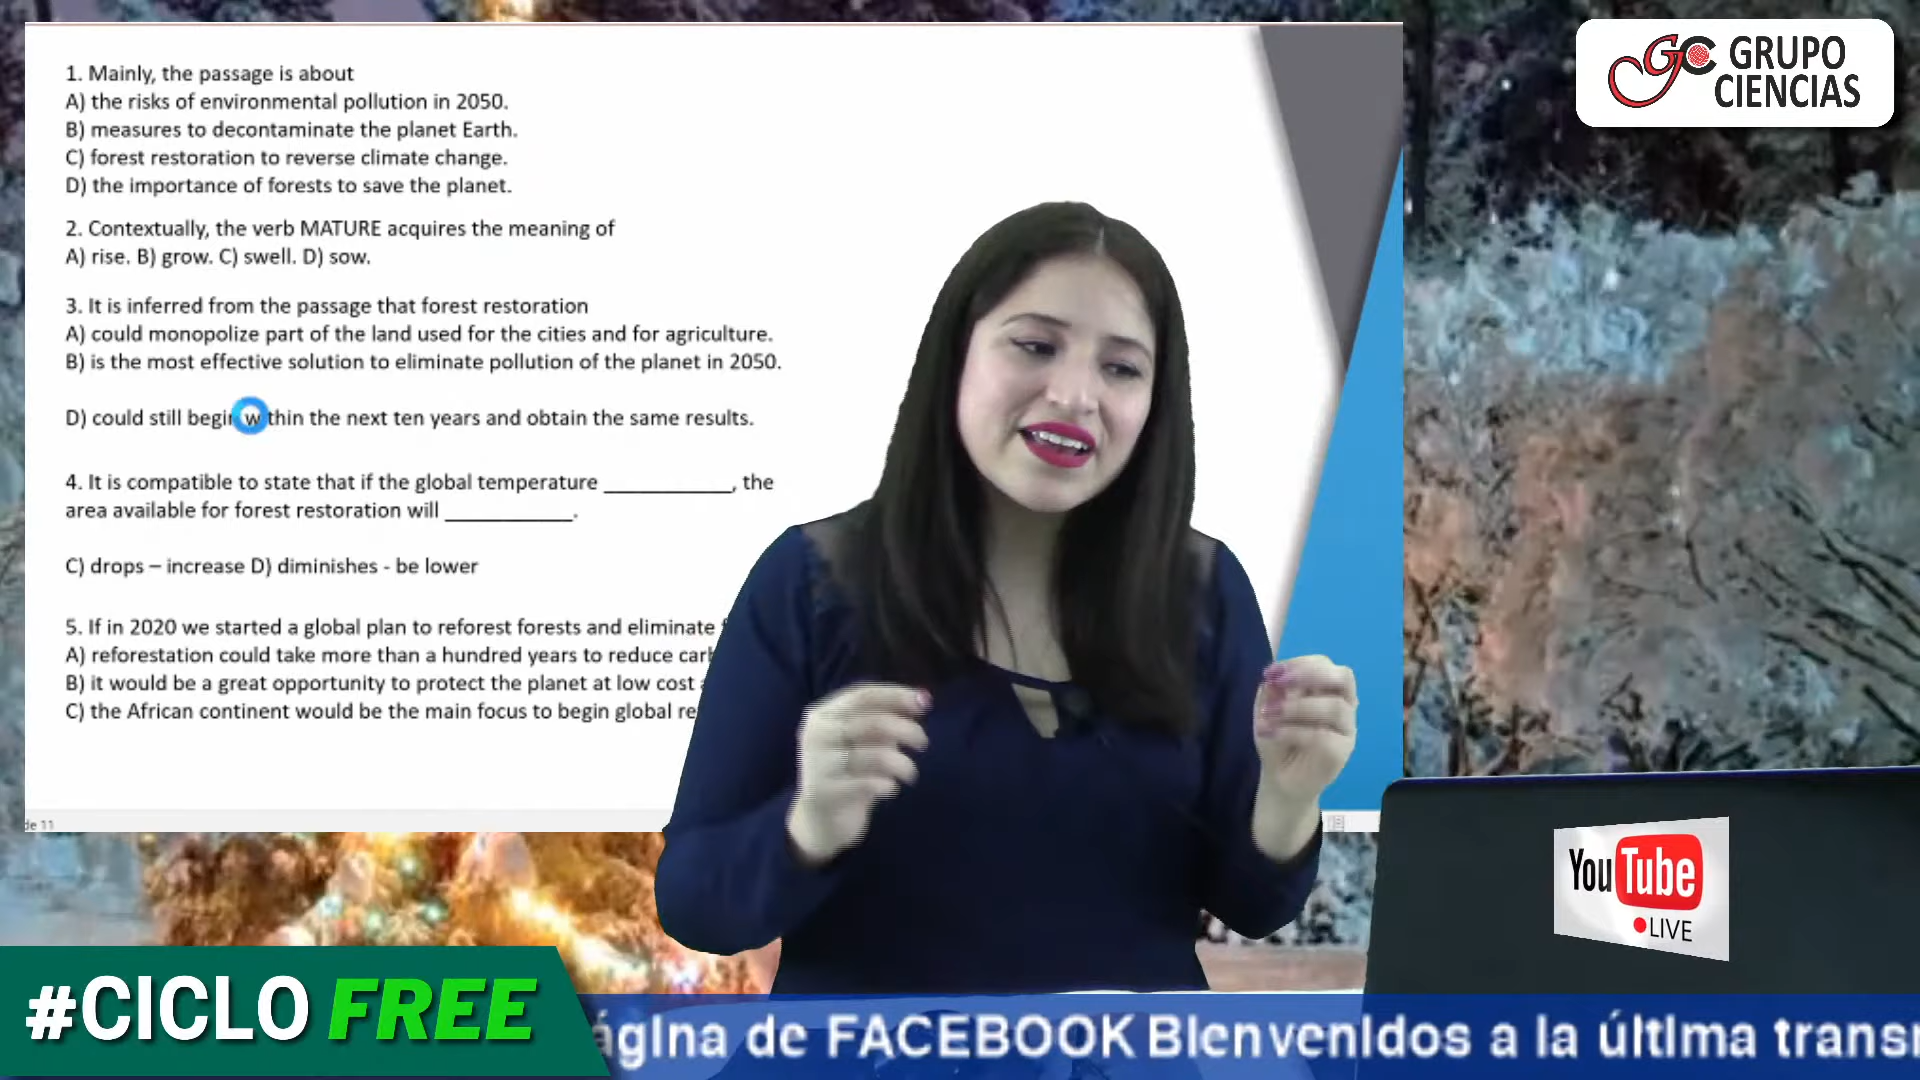 1. Mainly, the passage is about
A) the risks of environmental pollution in 2050.
B) measures to decontaminate the planet Earth.
C) forest restoration to reverse climate change.
D) the importance of forests to save the planet.
2. Contextually, the verb MATURE acquires the meaning of
A) rise. B) grow. C) swell. D) sow.
3. It is inferred from the passage that forest restoration
A) could monopolize part of the land used for the cities and for agriculture.
B) is the most effective solution to eliminate pollution of the planet in 2050.
D) could still begin within the next ten years and obtain the same results.
4. It is compatible to state that if the global temperature ___________, the
area available for forest restoration will ___________.
C) drops – increase D) diminishes - be lower
5. If in 2020 we started a global plan to reforest forests and eliminate
A) reforestation could take more than a hundred years to reduce
B) it would be a great opportunity to protect the planet at low cost
C) the African continent would be the main focus to begin global
de 11
GRUPO
CIENCIAS
YouTube
LIVE
#CICLO FREE
página de FACEBOOK Bienvenidos a la última